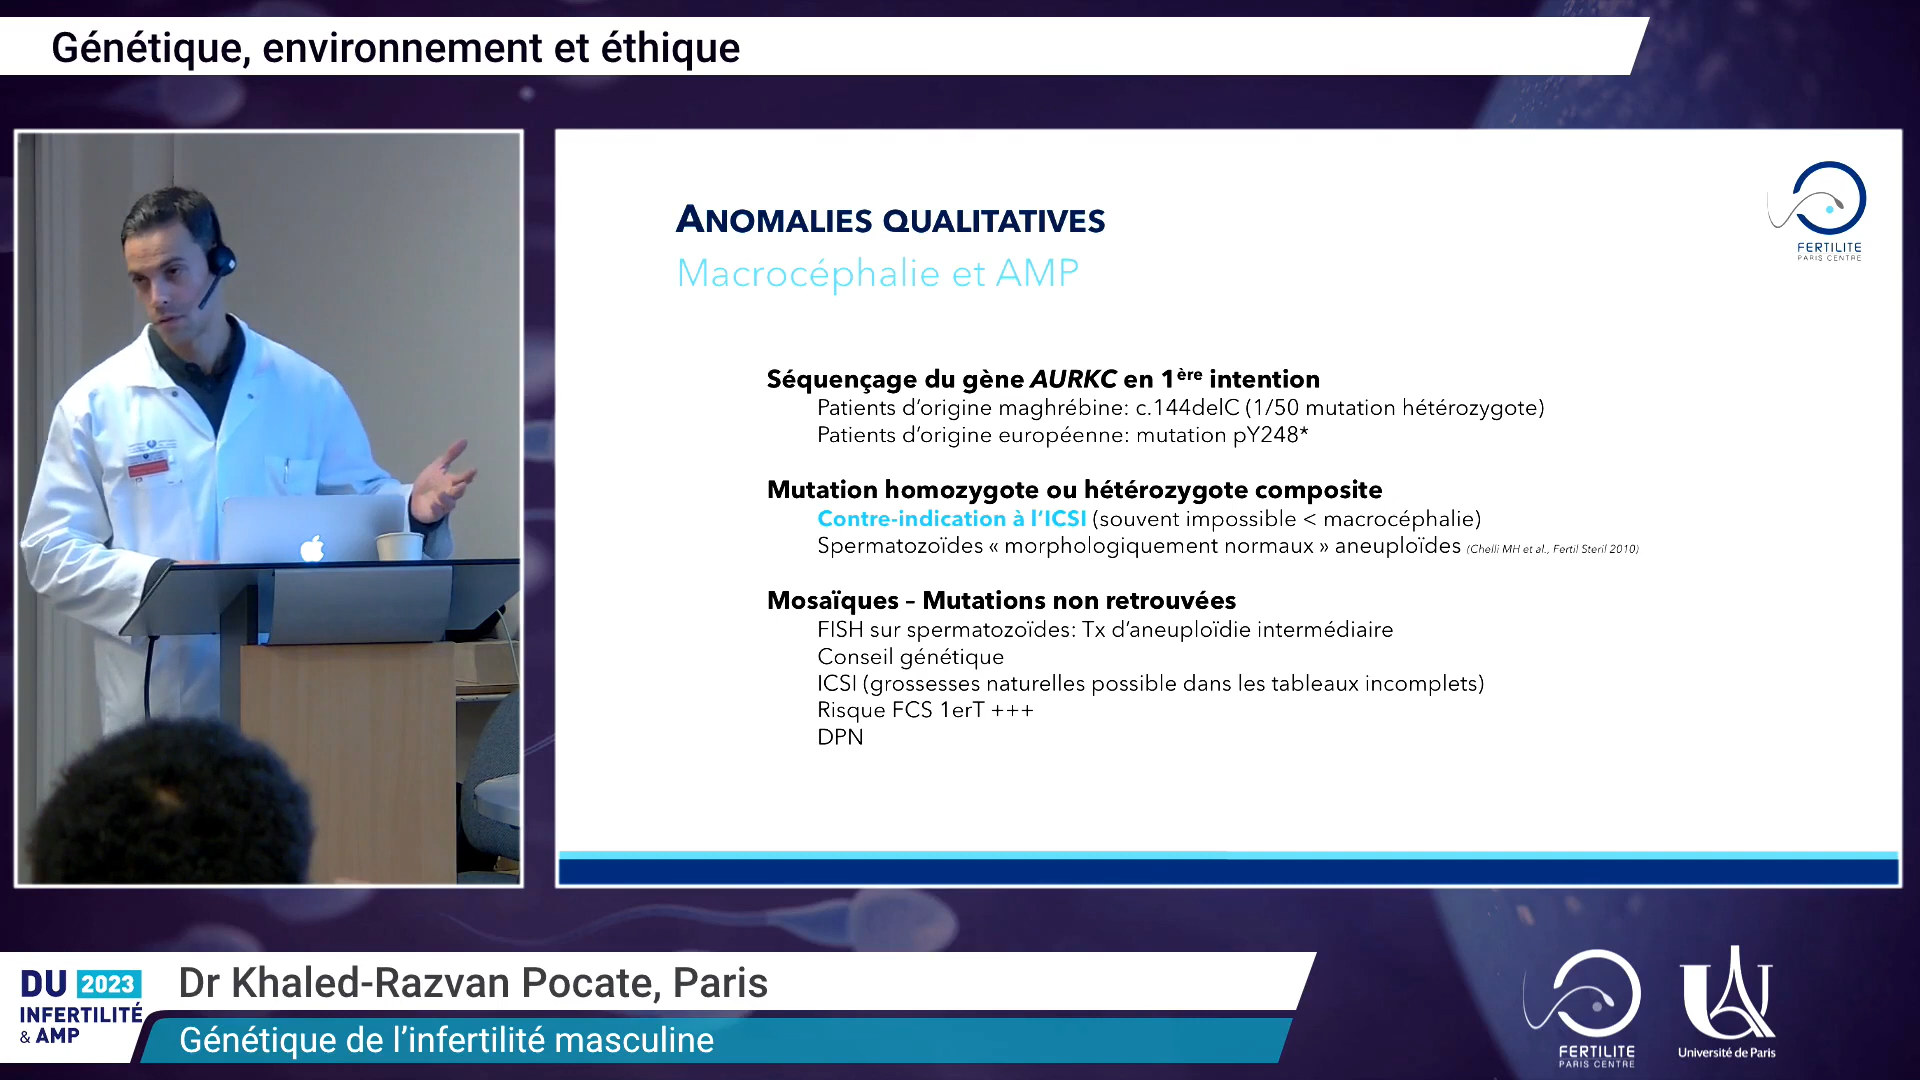 Génétique, environnement et éthique
ANOMALIES QUALITATIVES
Macrocéphalie et AMP
FERTILITE
PARIS CENTRE
Séquençage du gène AURKC en 1ère intention
Patients d’origine maghrébine: c.144delC (1/50 mutation hétérozygote)
Patients d’origine européenne: mutation pY248*
Mutation homozygote ou hétérozygote composite
Contre-indication à l’ICSI (souvent impossible < macrocéphalie)
Spermatozoïdes « morphologiquement normaux » aneuploïdes (Chelli MH et al., Fertil Steril 2010)
Mosaïques – Mutations non retrouvées
FISH sur spermatozoïdes: Tx d’aneuploïdie intermédiaire
Conseil génétique
ICSI (grossesses naturelles possible dans les tableaux incomplets)
Risque FCS 1erT +++
DPN
DU 2023
INFERTILITÉ
& AMP
Dr Khaled-Razvan Pocate, Paris
Génétique de l’infertilité masculine
FERTILITE
PARIS CENTRE
Université de Paris